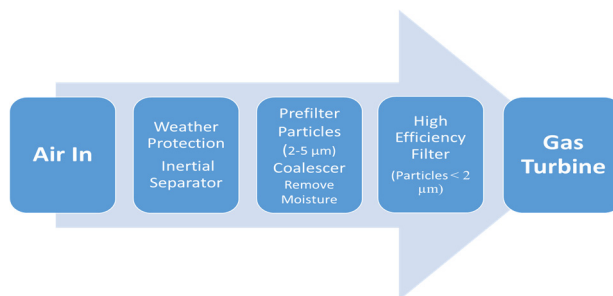 Air In
Weather
Protection
Inertial
Separator
Prefilter
Particles
(2-5 µm)
Coalescer
Remove
Moisture
High
Efficiency
Filter
(Particles < 2
µm)
Gas
Turbine